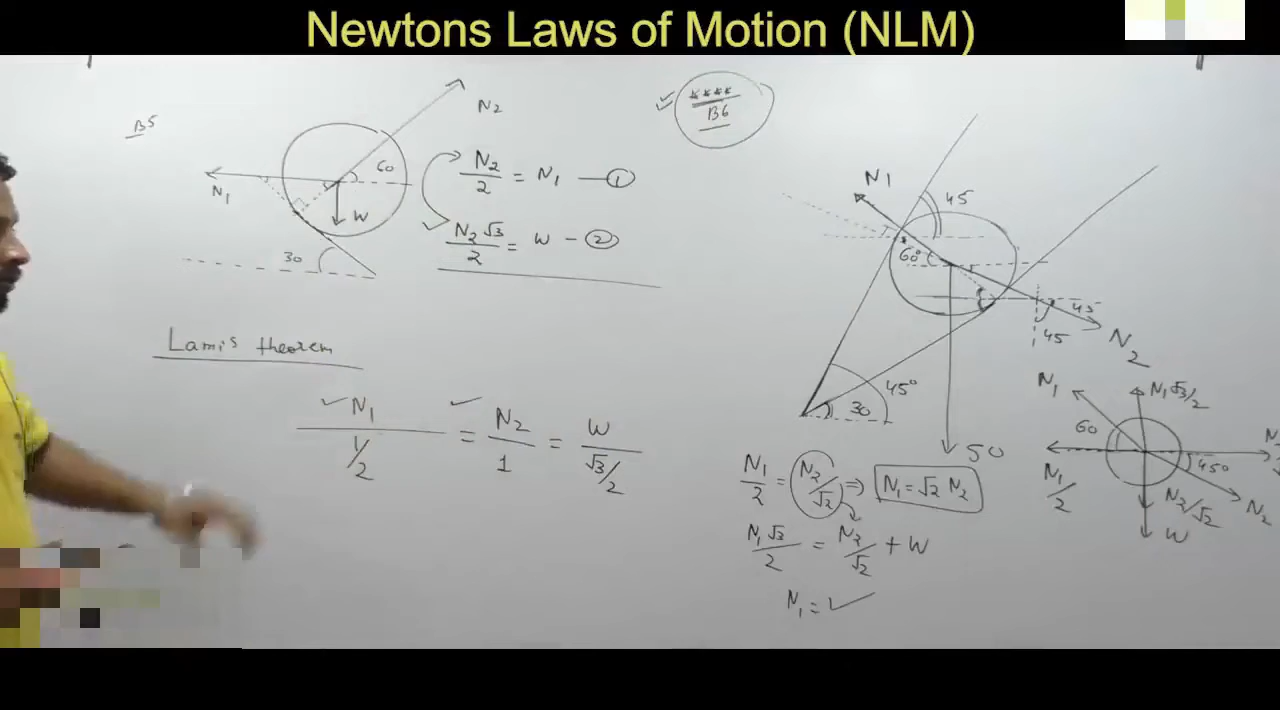 Newtons Laws of Motion (NLM)
B5
N2
60
N1
W
30
N2/2 = N1 — ①
N2√3/2 = W – ②
Lamis theorem
N1/(1/2) = N2/1 = W/(√3/2)
****
B6
N1
45
60°
45
45
N2
45°
30
50
N1/2 = N2/√2 ⇒ N1 = √2 N2
N1√3/2 = N2/√2 + W
N1 = ✓
N1
N1√3/2
60
45°
N1/2
N2/√2
N2
W